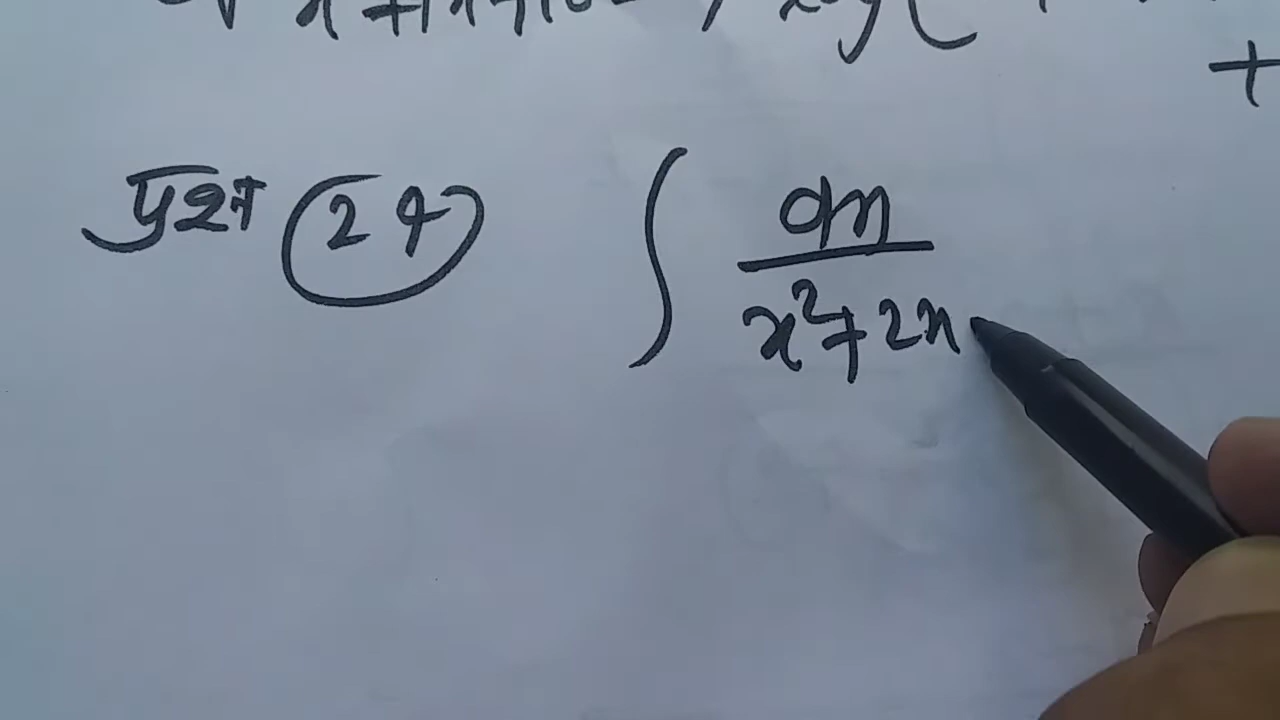 प्रश्न 24 ∫ dx / x² + 2x